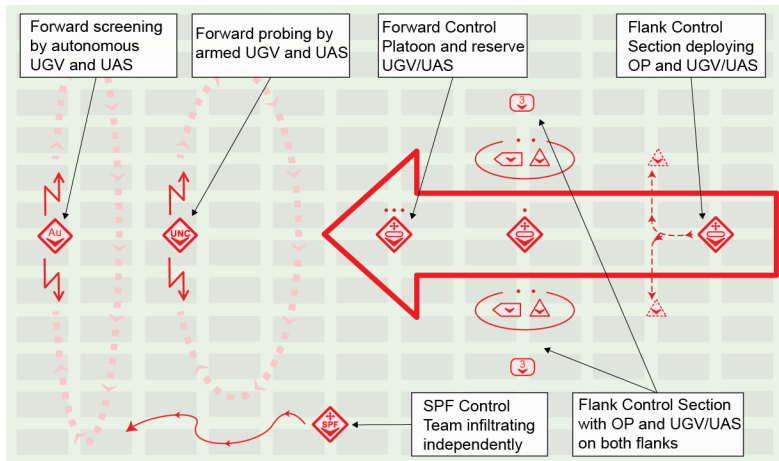 Forward screening
by autonomous
UGV and UAS
Forward probing by
armed UGV and UAS
Forward Control
Platoon and reserve
UGV/UAS
Flank Control
Section deploying
OP and UGV/UAS
3
Au
UNC
3
SPF
SPF Control
Team infiltrating
independently
Flank Control Section
with OP and UGV/UAS
on both flanks